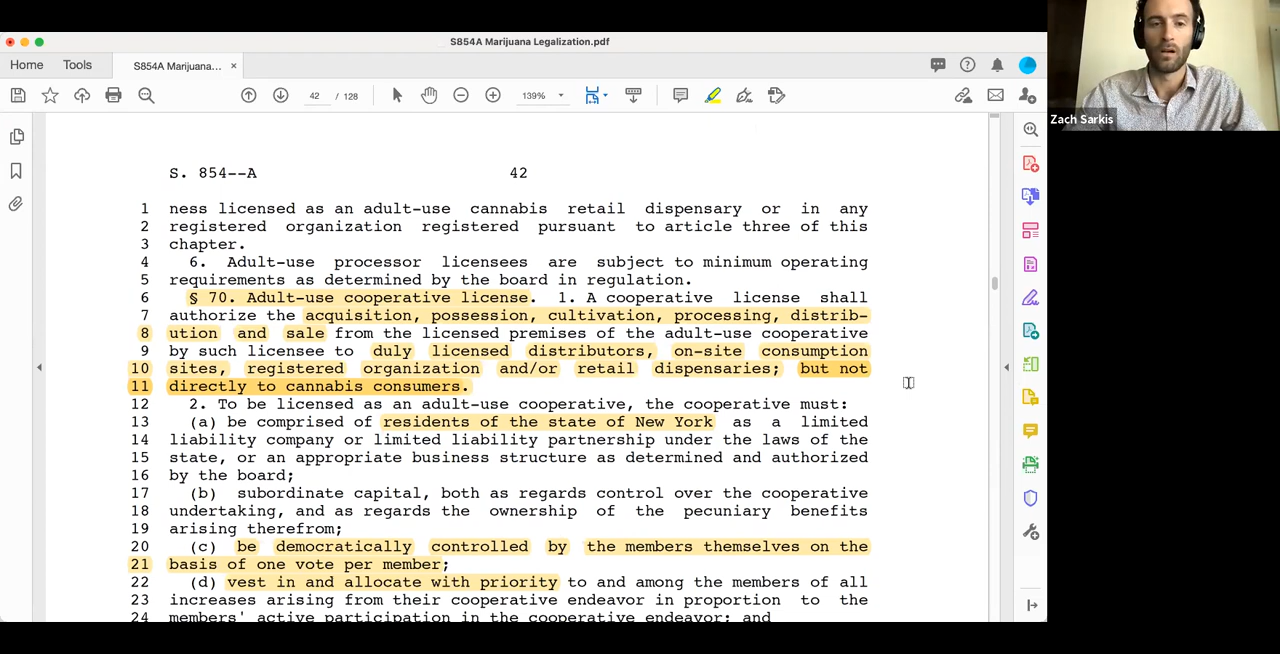 S854A Marijuana Legalization.pdf
Home Tools S854A Marijuana... ×
42 / 128 139%
Zach Sarkis
S. 854--A 42
1 ness licensed as an adult-use cannabis retail dispensary or in any
2 registered organization registered pursuant to article three of this
3 chapter.
4 6. Adult-use processor licensees are subject to minimum operating
5 requirements as determined by the board in regulation.
6 § 70. Adult-use cooperative license. 1. A cooperative license shall
7 authorize the acquisition, possession, cultivation, processing, distrib-
8 ution and sale from the licensed premises of the adult-use cooperative
9 by such licensee to duly licensed distributors, on-site consumption
10 sites, registered organization and/or retail dispensaries; but not
11 directly to cannabis consumers.
12 2. To be licensed as an adult-use cooperative, the cooperative must:
13 (a) be comprised of residents of the state of New York as a limited
14 liability company or limited liability partnership under the laws of the
15 state, or an appropriate business structure as determined and authorized
16 by the board;
17 (b) subordinate capital, both as regards control over the cooperative
18 undertaking, and as regards the ownership of the pecuniary benefits
19 arising therefrom;
20 (c) be democratically controlled by the members themselves on the
21 basis of one vote per member;
22 (d) vest in and allocate with priority to and among the members of all
23 increases arising from their cooperative endeavor in proportion to the
24 members' active participation in the cooperative endeavor; and